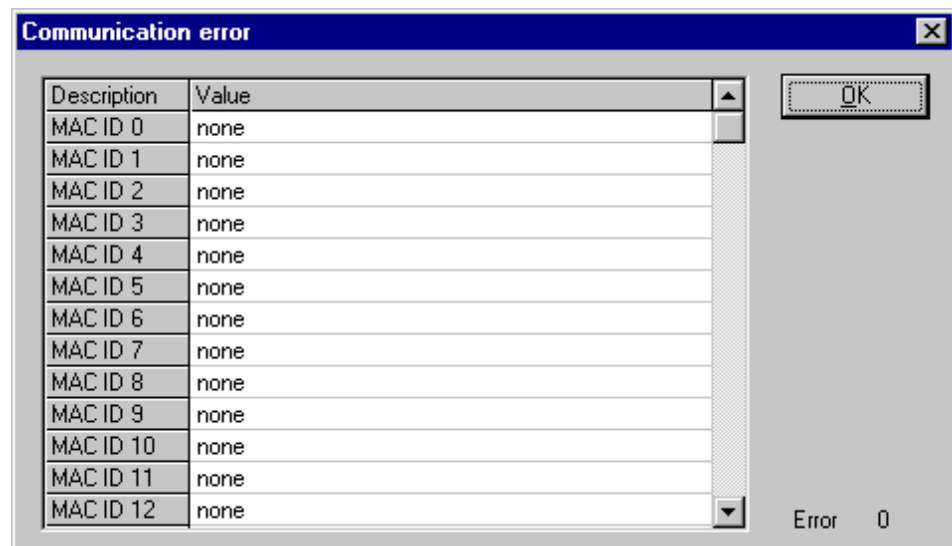 Communication error
Description Value
MAC ID 0 none
MAC ID 1 none
MAC ID 2 none
MAC ID 3 none
MAC ID 4 none
MAC ID 5 none
MAC ID 6 none
MAC ID 7 none
MAC ID 8 none
MAC ID 9 none
MAC ID 10 none
MAC ID 11 none
MAC ID 12 none
OK
Error 0